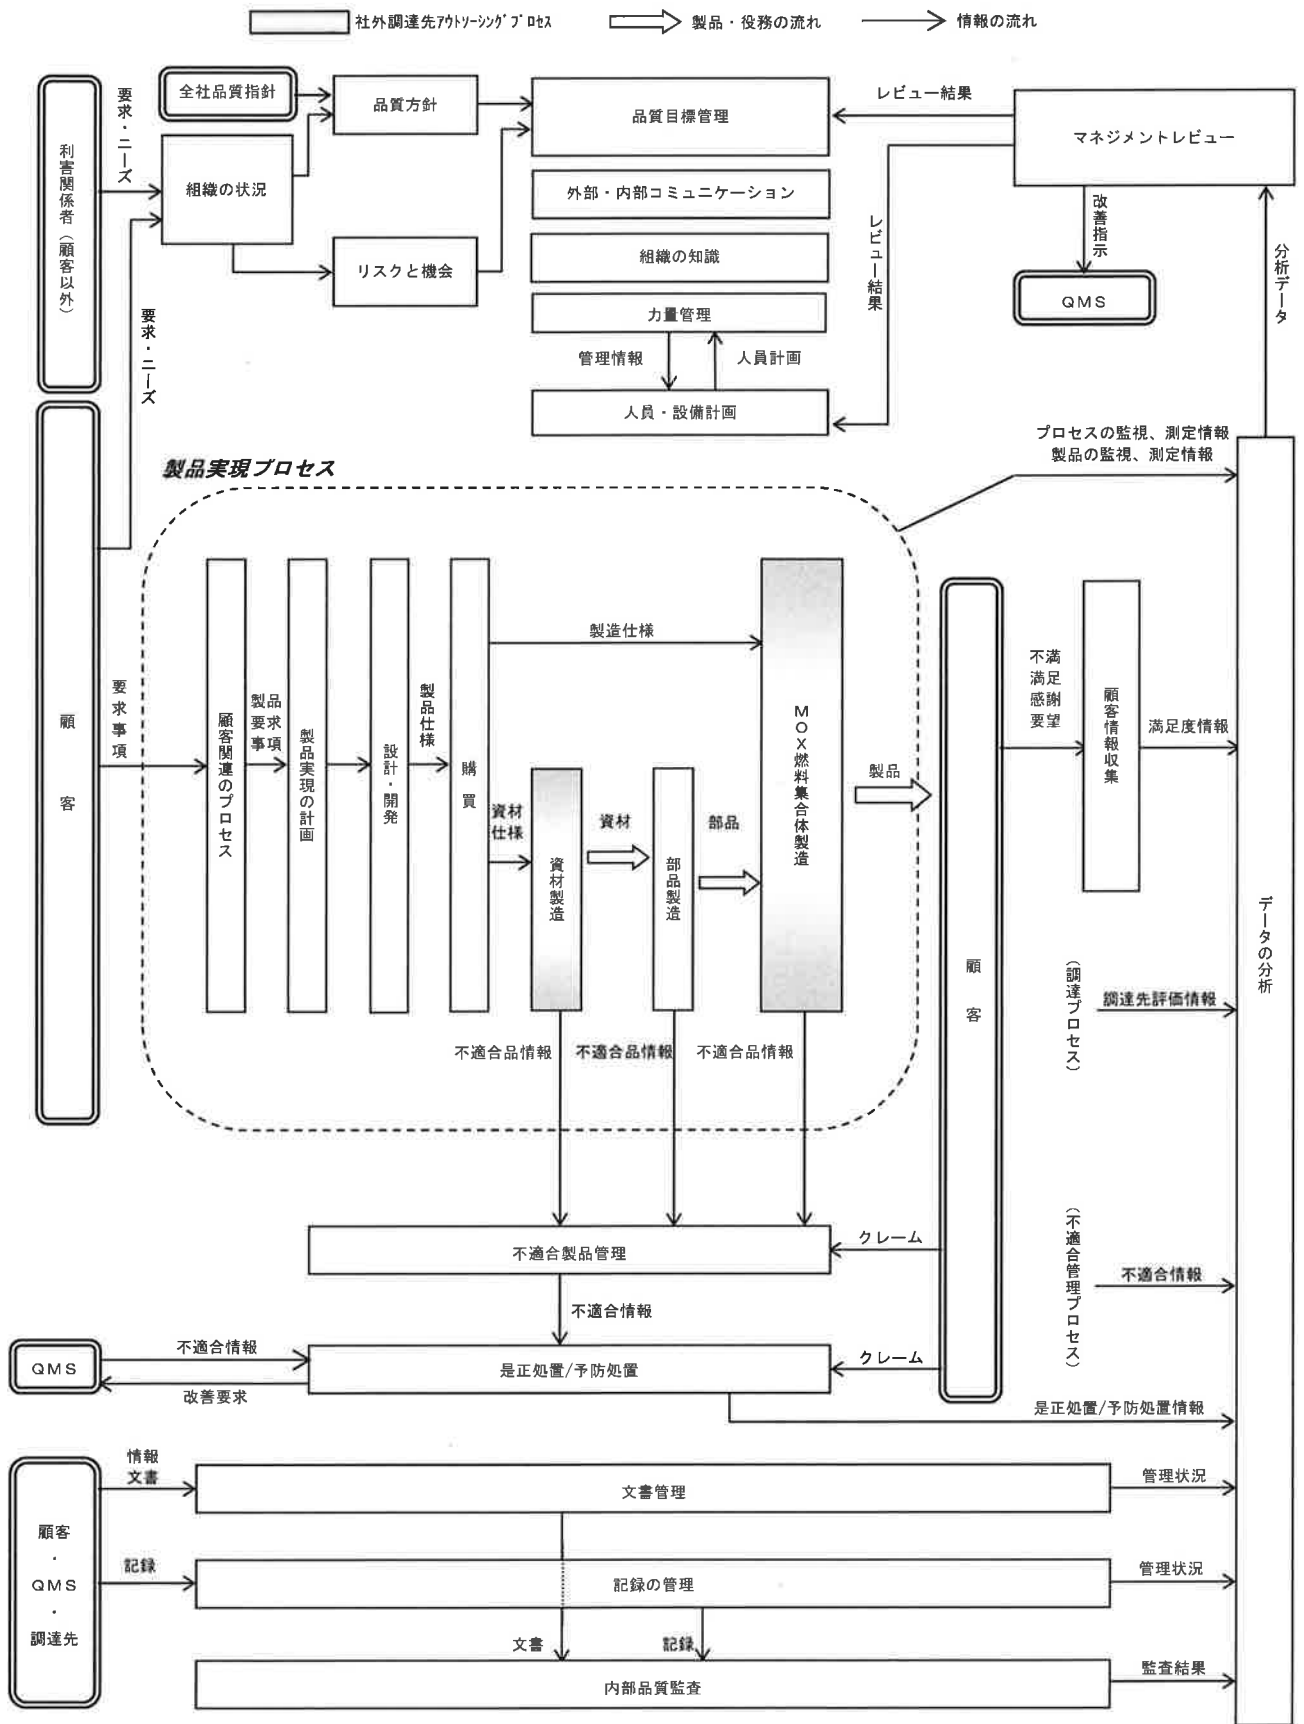 社外調達先アウトソーシングプロセス
製品・役務の流れ
情報の流れ
利害関係者（顧客以外）
要求・ニーズ
全社品質指針
品質方針
品質目標管理
レビュー結果
マネジメントレビュー
組織の状況
外部・内部コミュニケーション
レビュー結果
改善指示
分析データ
リスクと機会
組織の知識
QMS
要求・ニーズ
力量管理
管理情報
人員計画
人員・設備計画
プロセスの監視、測定情報
製品の監視、測定情報
製品実現プロセス
顧客
要求事項
顧客関連のプロセス
製品
要求
事項
製品実現の計画
設計・開発
製品仕様
購買
製造仕様
資材
仕様
資材製造
資材
部品製造
部品
MOX燃料集合体製造
製品
顧客
不満
満足
感謝
要望
顧客情報収集
満足度情報
データの分析
（調達プロセス）
調達先評価情報
不適合品情報
不適合品情報
不適合品情報
不適合製品管理
クレーム
（不適合管理プロセス）
不適合情報
不適合情報
QMS
不適合情報
改善要求
是正処置/予防処置
クレーム
是正処置/予防処置情報
顧客
・
QMS
・
調達先
情報
文書
文書管理
管理状況
記録
記録の管理
管理状況
文書
記録
内部品質監査
監査結果